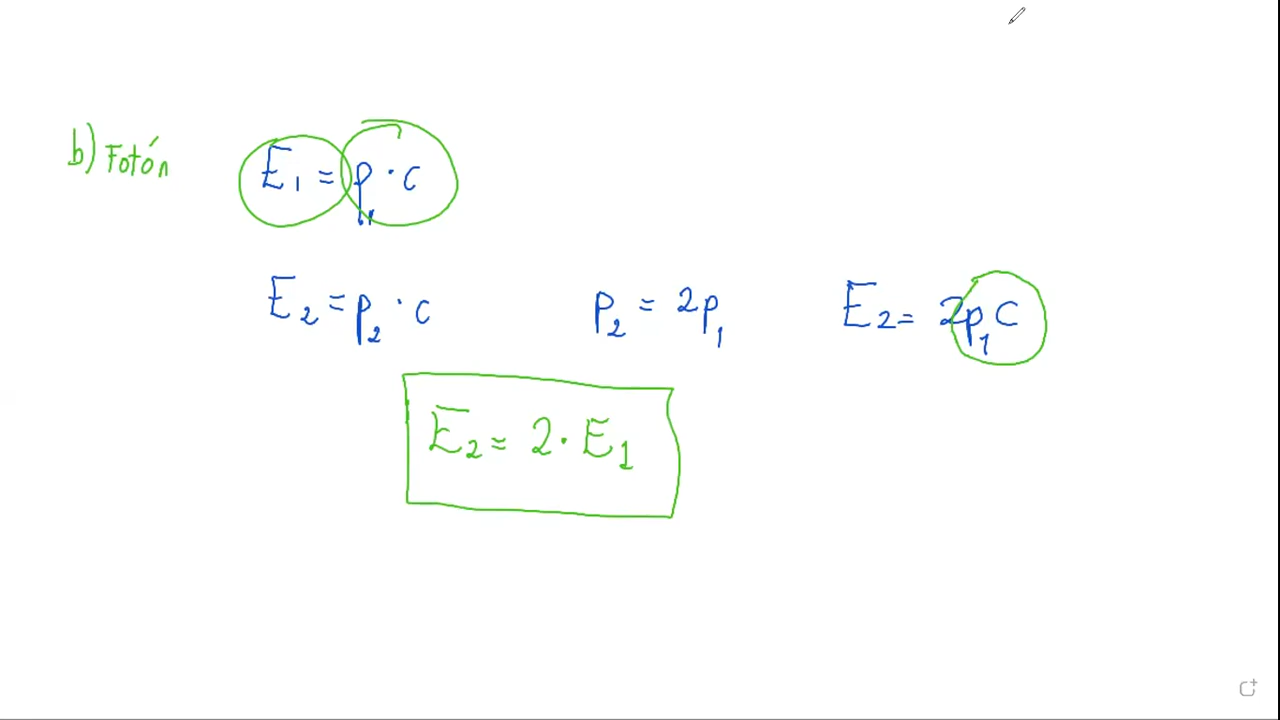 b) Fotón E₁ = p₁ · c
E₂ = p₂ · c p₂ = 2p₁ E₂ = 2p₁c
E₂ = 2 · E₁